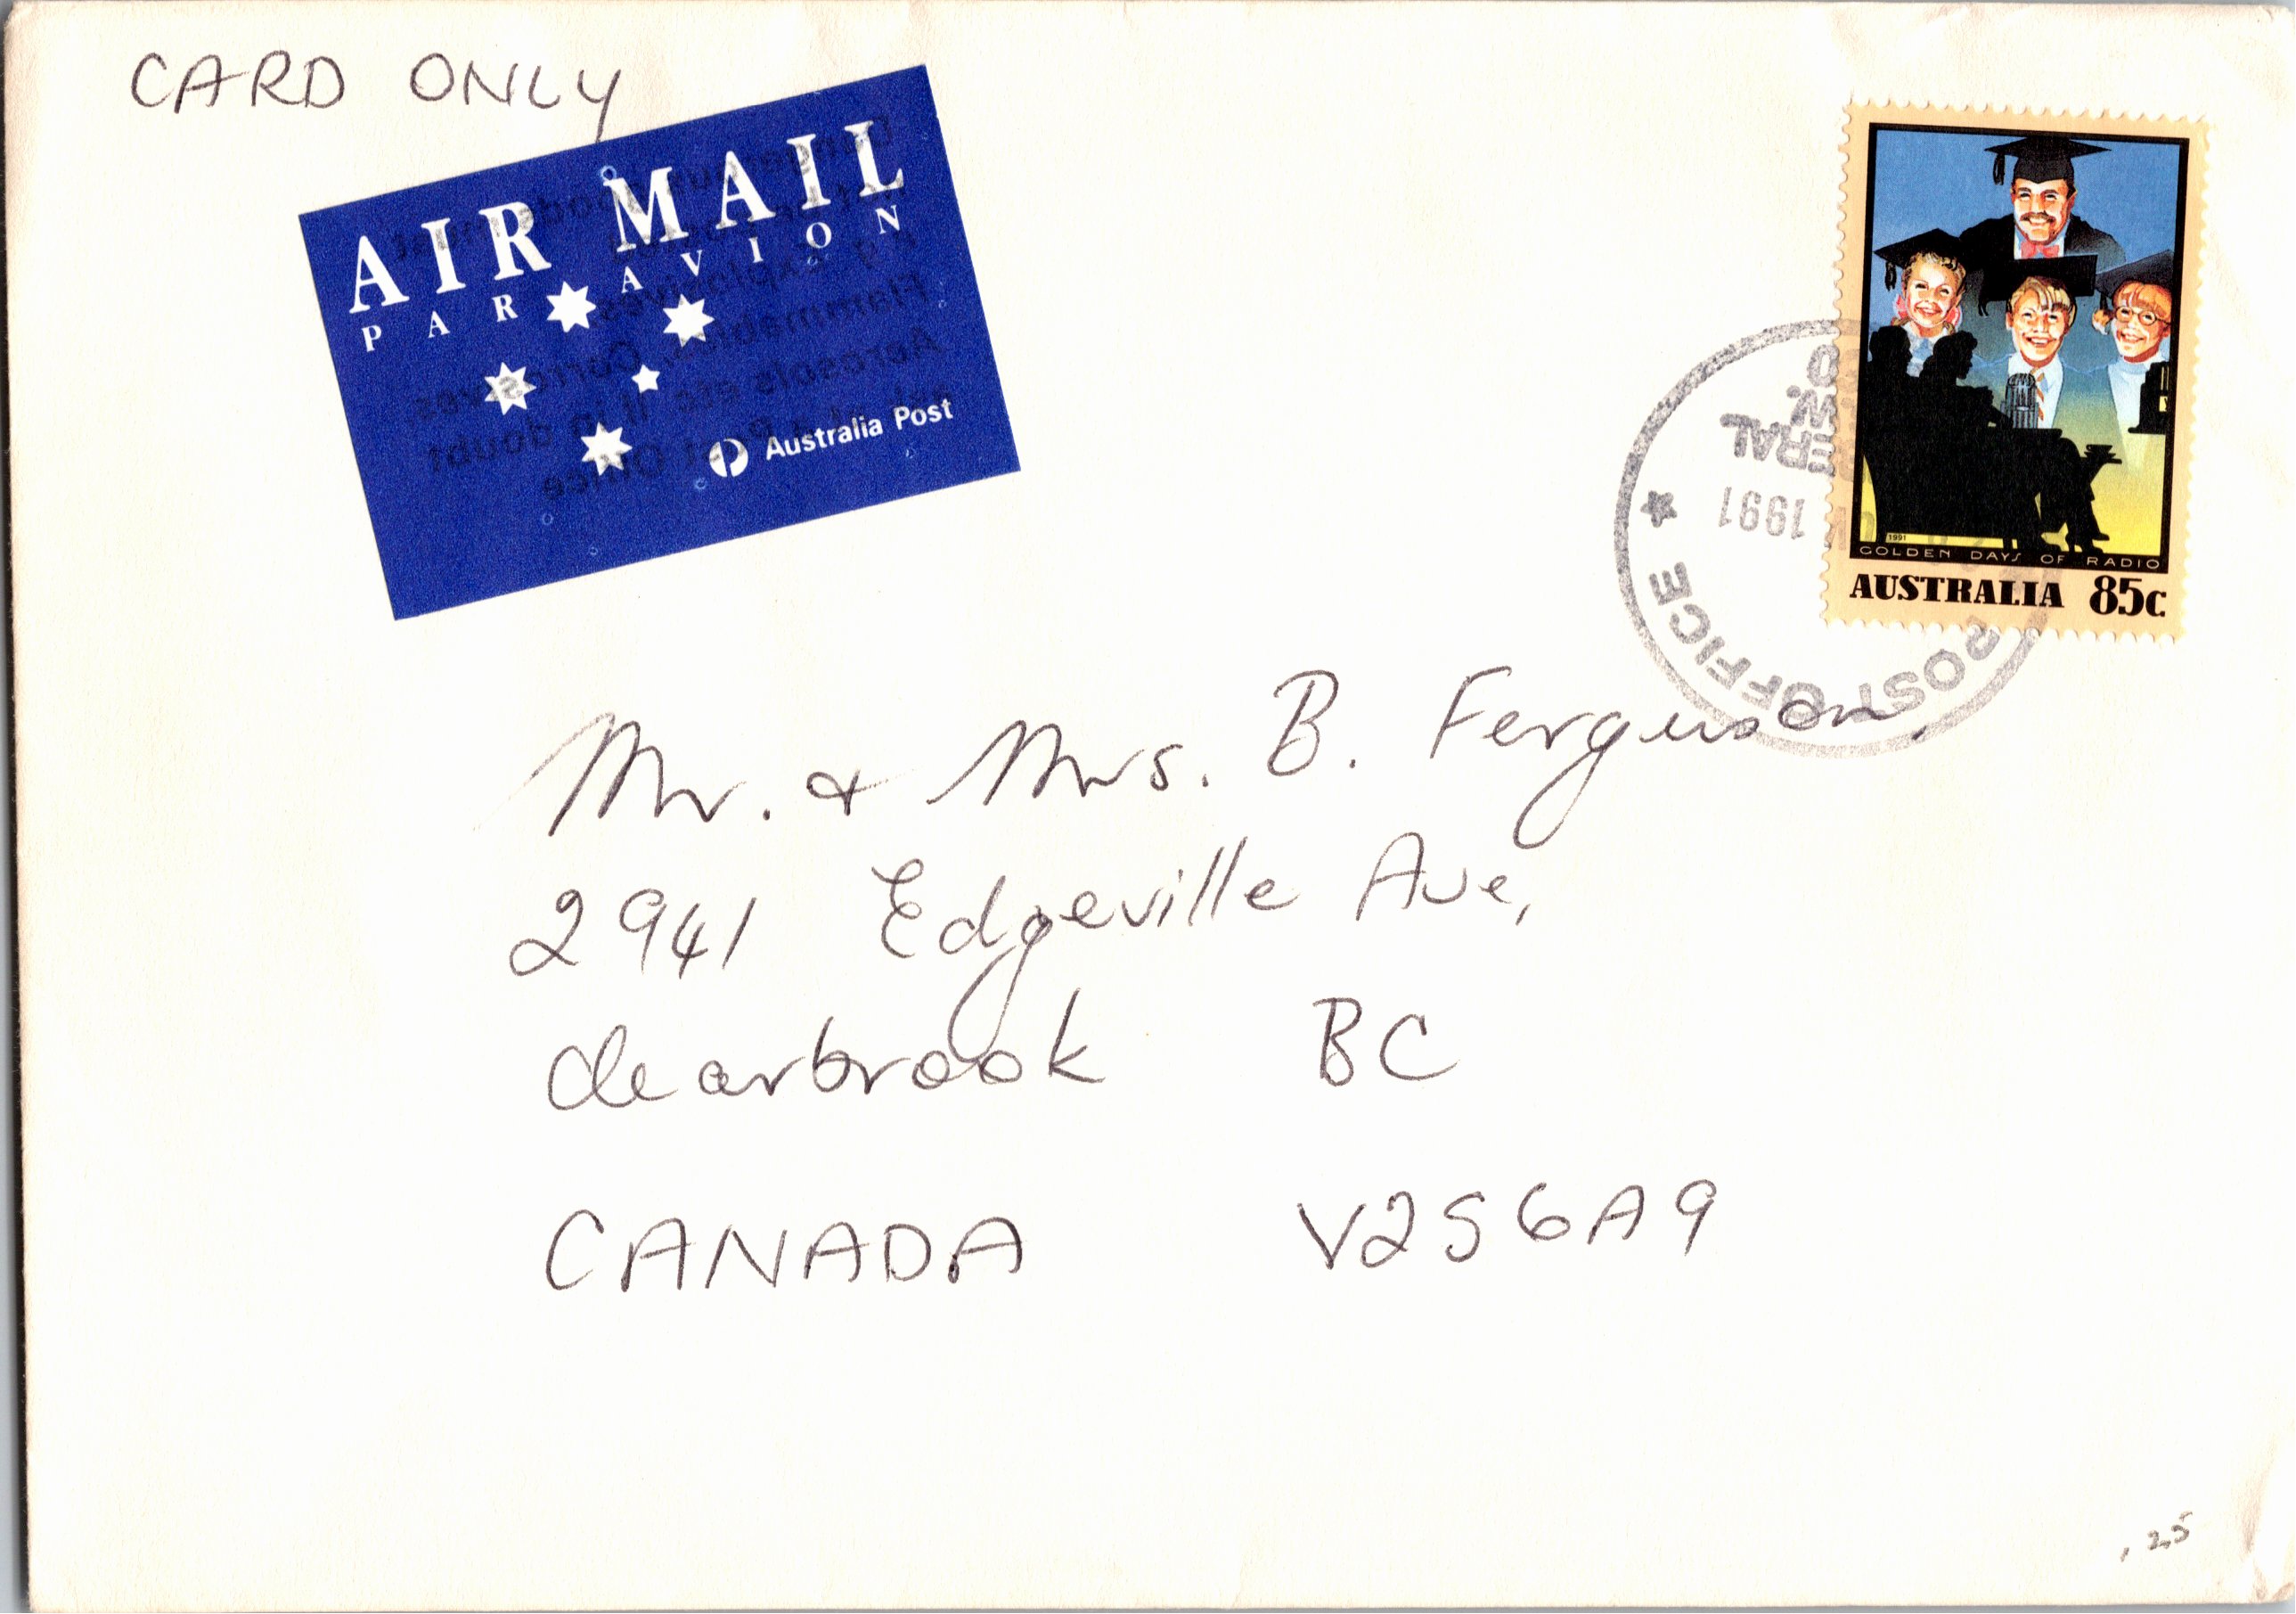 CARD ONLY
AIR MAIL
PAR AVION
Australia Post
1991
GOLDEN DAYS OF RADIO
AUSTRALIA 85c
1991
POST OFFICE
Mr. & Mrs. B. Ferguson,
2941 Edgeville Ave,
Clearbrook BC
CANADA V2S6A9
.25